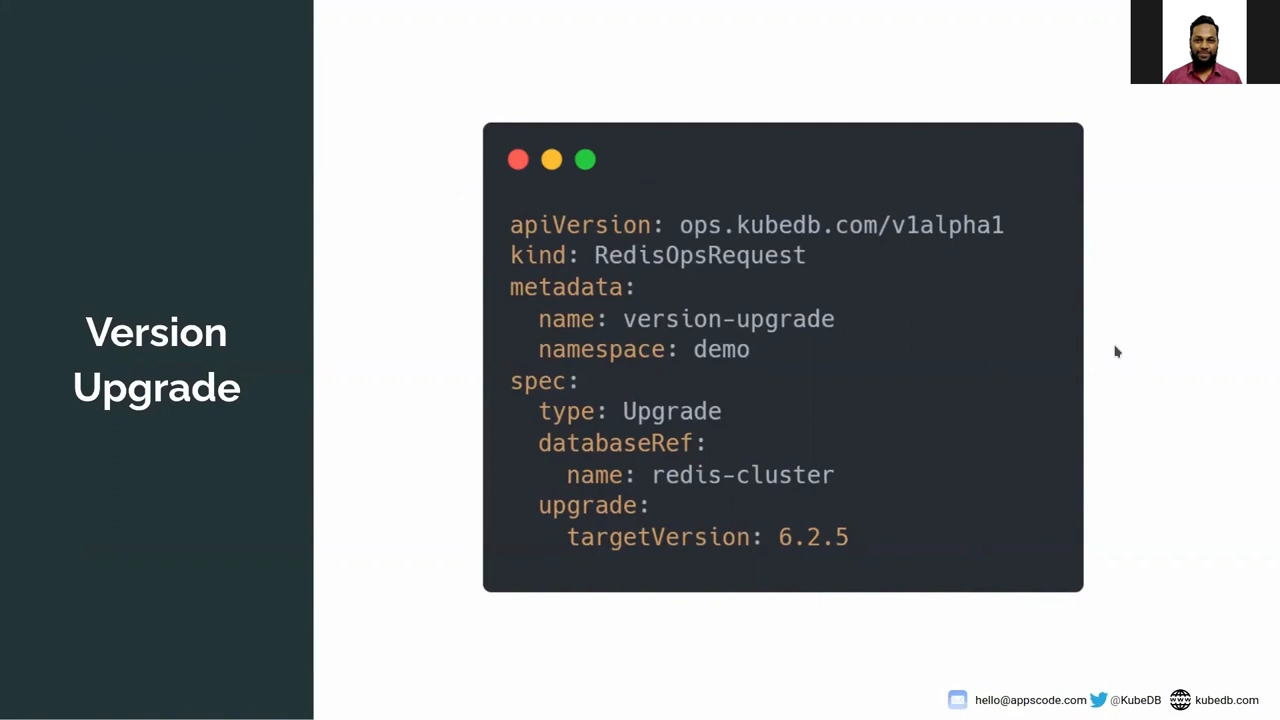 Version
Upgrade
apiVersion: ops.kubedb.com/v1alpha1
kind: RedisOpsRequest
metadata:
  name: version-upgrade
  namespace: demo
spec:
  type: Upgrade
  databaseRef:
    name: redis-cluster
  upgrade:
    targetVersion: 6.2.5
hello@appscode.com @KubeDB kubedb.com